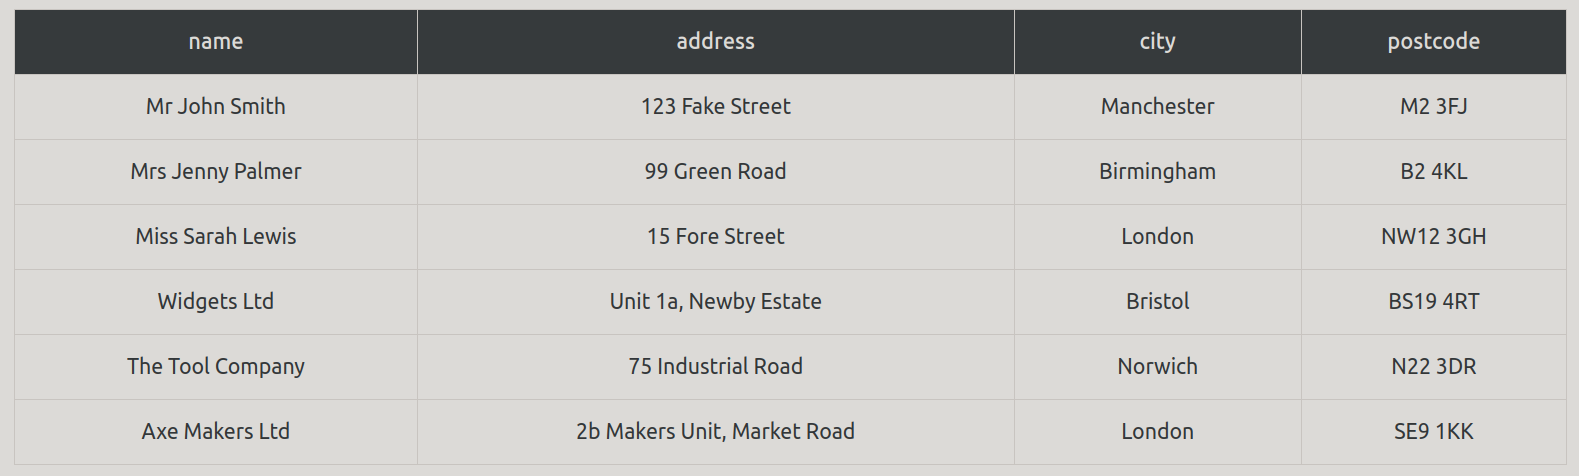 name address city postcode
Mr John Smith 123 Fake Street Manchester M2 3FJ
Mrs Jenny Palmer 99 Green Road Birmingham B2 4KL
Miss Sarah Lewis 15 Fore Street London NW12 3GH
Widgets Ltd Unit 1a, Newby Estate Bristol BS19 4RT
The Tool Company 75 Industrial Road Norwich N22 3DR
Axe Makers Ltd 2b Makers Unit, Market Road London SE9 1KK